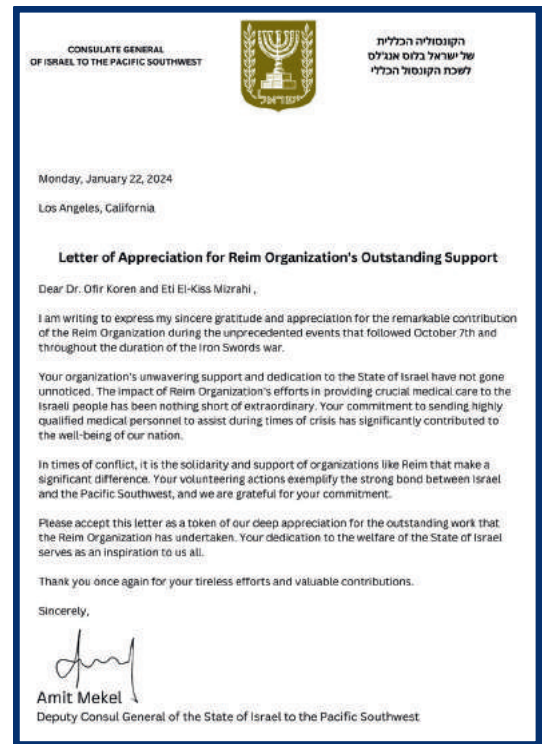 CONSULATE GENERAL
OF ISRAEL TO THE PACIFIC SOUTHWEST
הקונסוליה הכללית
של ישראל בלוס אנג'לס
לשכת הקונסול הכללי
ישראל
Monday, January 22, 2024
Los Angeles, California
Letter of Appreciation for Reim Organization's Outstanding Support
Dear Dr. Ofir Koren and Eti El-Kiss Mizrahi ,
I am writing to express my sincere gratitude and appreciation for the remarkable contribution
of the Reim Organization during the unprecedented events that followed October 7th and
throughout the duration of the Iron Swords war.
Your organization's unwavering support and dedication to the State of Israel have not gone
unnoticed. The impact of Reim Organization's efforts in providing crucial medical care to the
Israeli people has been nothing short of extraordinary. Your commitment to sending highly
qualified medical personnel to assist during times of crisis has significantly contributed to
the well-being of our nation.
In times of conflict, it is the solidarity and support of organizations like Reim that make a
significant difference. Your volunteering actions exemplify the strong bond between Israel
and the Pacific Southwest, and we are grateful for your commitment.
Please accept this letter as a token of our deep appreciation for the outstanding work that
the Reim Organization has undertaken. Your dedication to the welfare of the State of Israel
serves as an inspiration to us all.
Thank you once again for your tireless efforts and valuable contributions.
Sincerely,
Amit Mekel
Deputy Consul General of the State of Israel to the Pacific Southwest